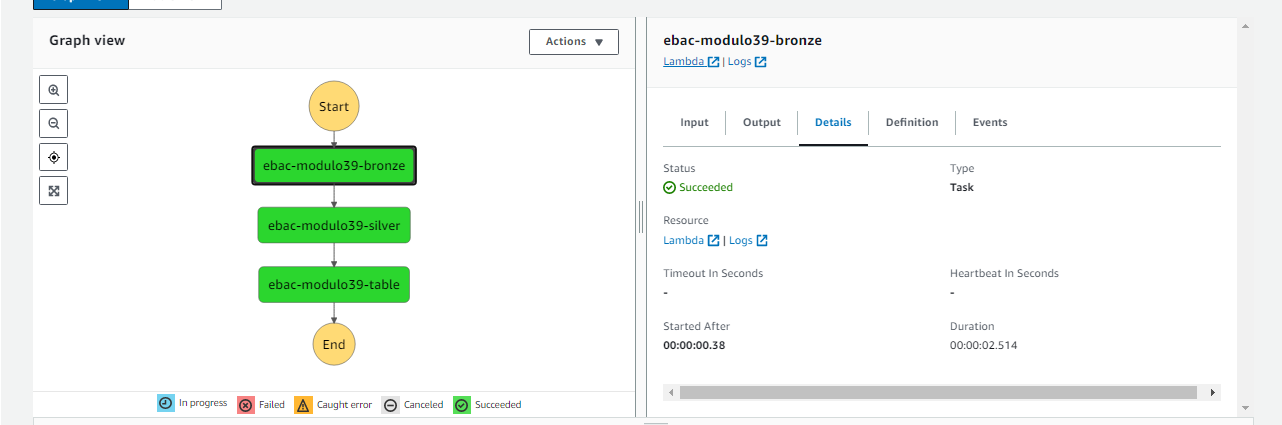 Graph view
Actions
Start
ebac-modulo39-bronze
ebac-modulo39-silver
ebac-modulo39-table
End
In progress
Failed
Caught error
Canceled
Succeeded
ebac-modulo39-bronze
Lambda | Logs
Input
Output
Details
Definition
Events
Status
Succeeded
Type
Task
Resource
Lambda | Logs
Timeout In Seconds
-
Heartbeat In Seconds
-
Started After
00:00:00.38
Duration
00:00:02.514